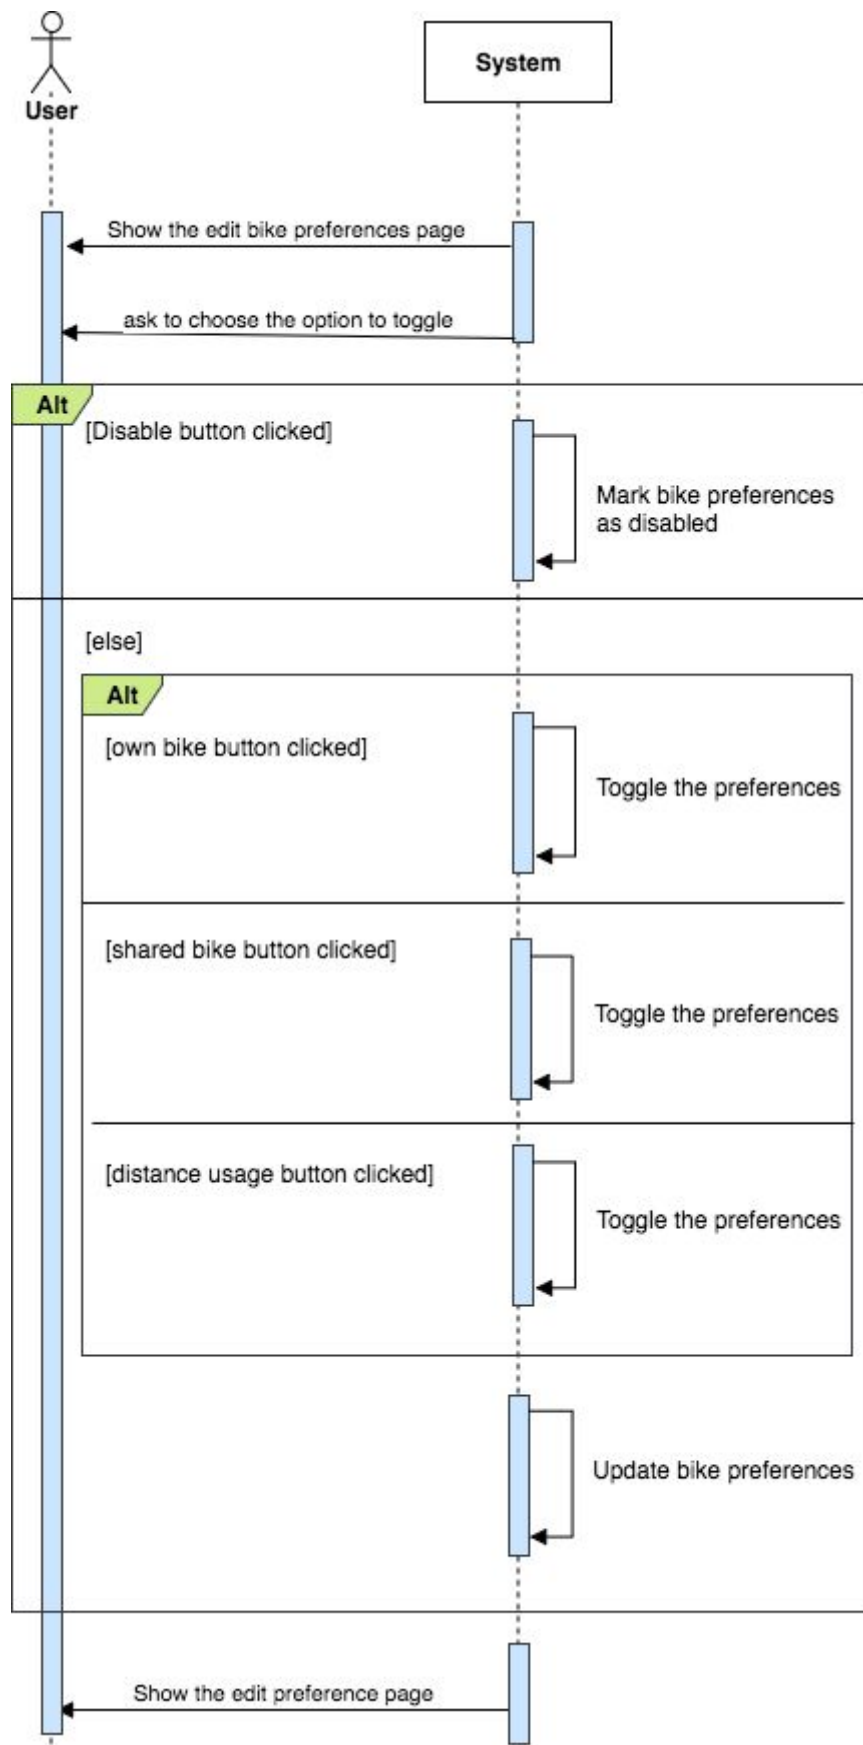 System
User
Show the edit bike preferences page
ask to choose the option to toggle
Alt
[Disable button clicked]
Mark bike preferences
as disabled
[else]
Alt
[own bike button clicked]
Toggle the preferences
[shared bike button clicked]
Toggle the preferences
[distance usage button clicked]
Toggle the preferences
Update bike preferences
Show the edit preference page